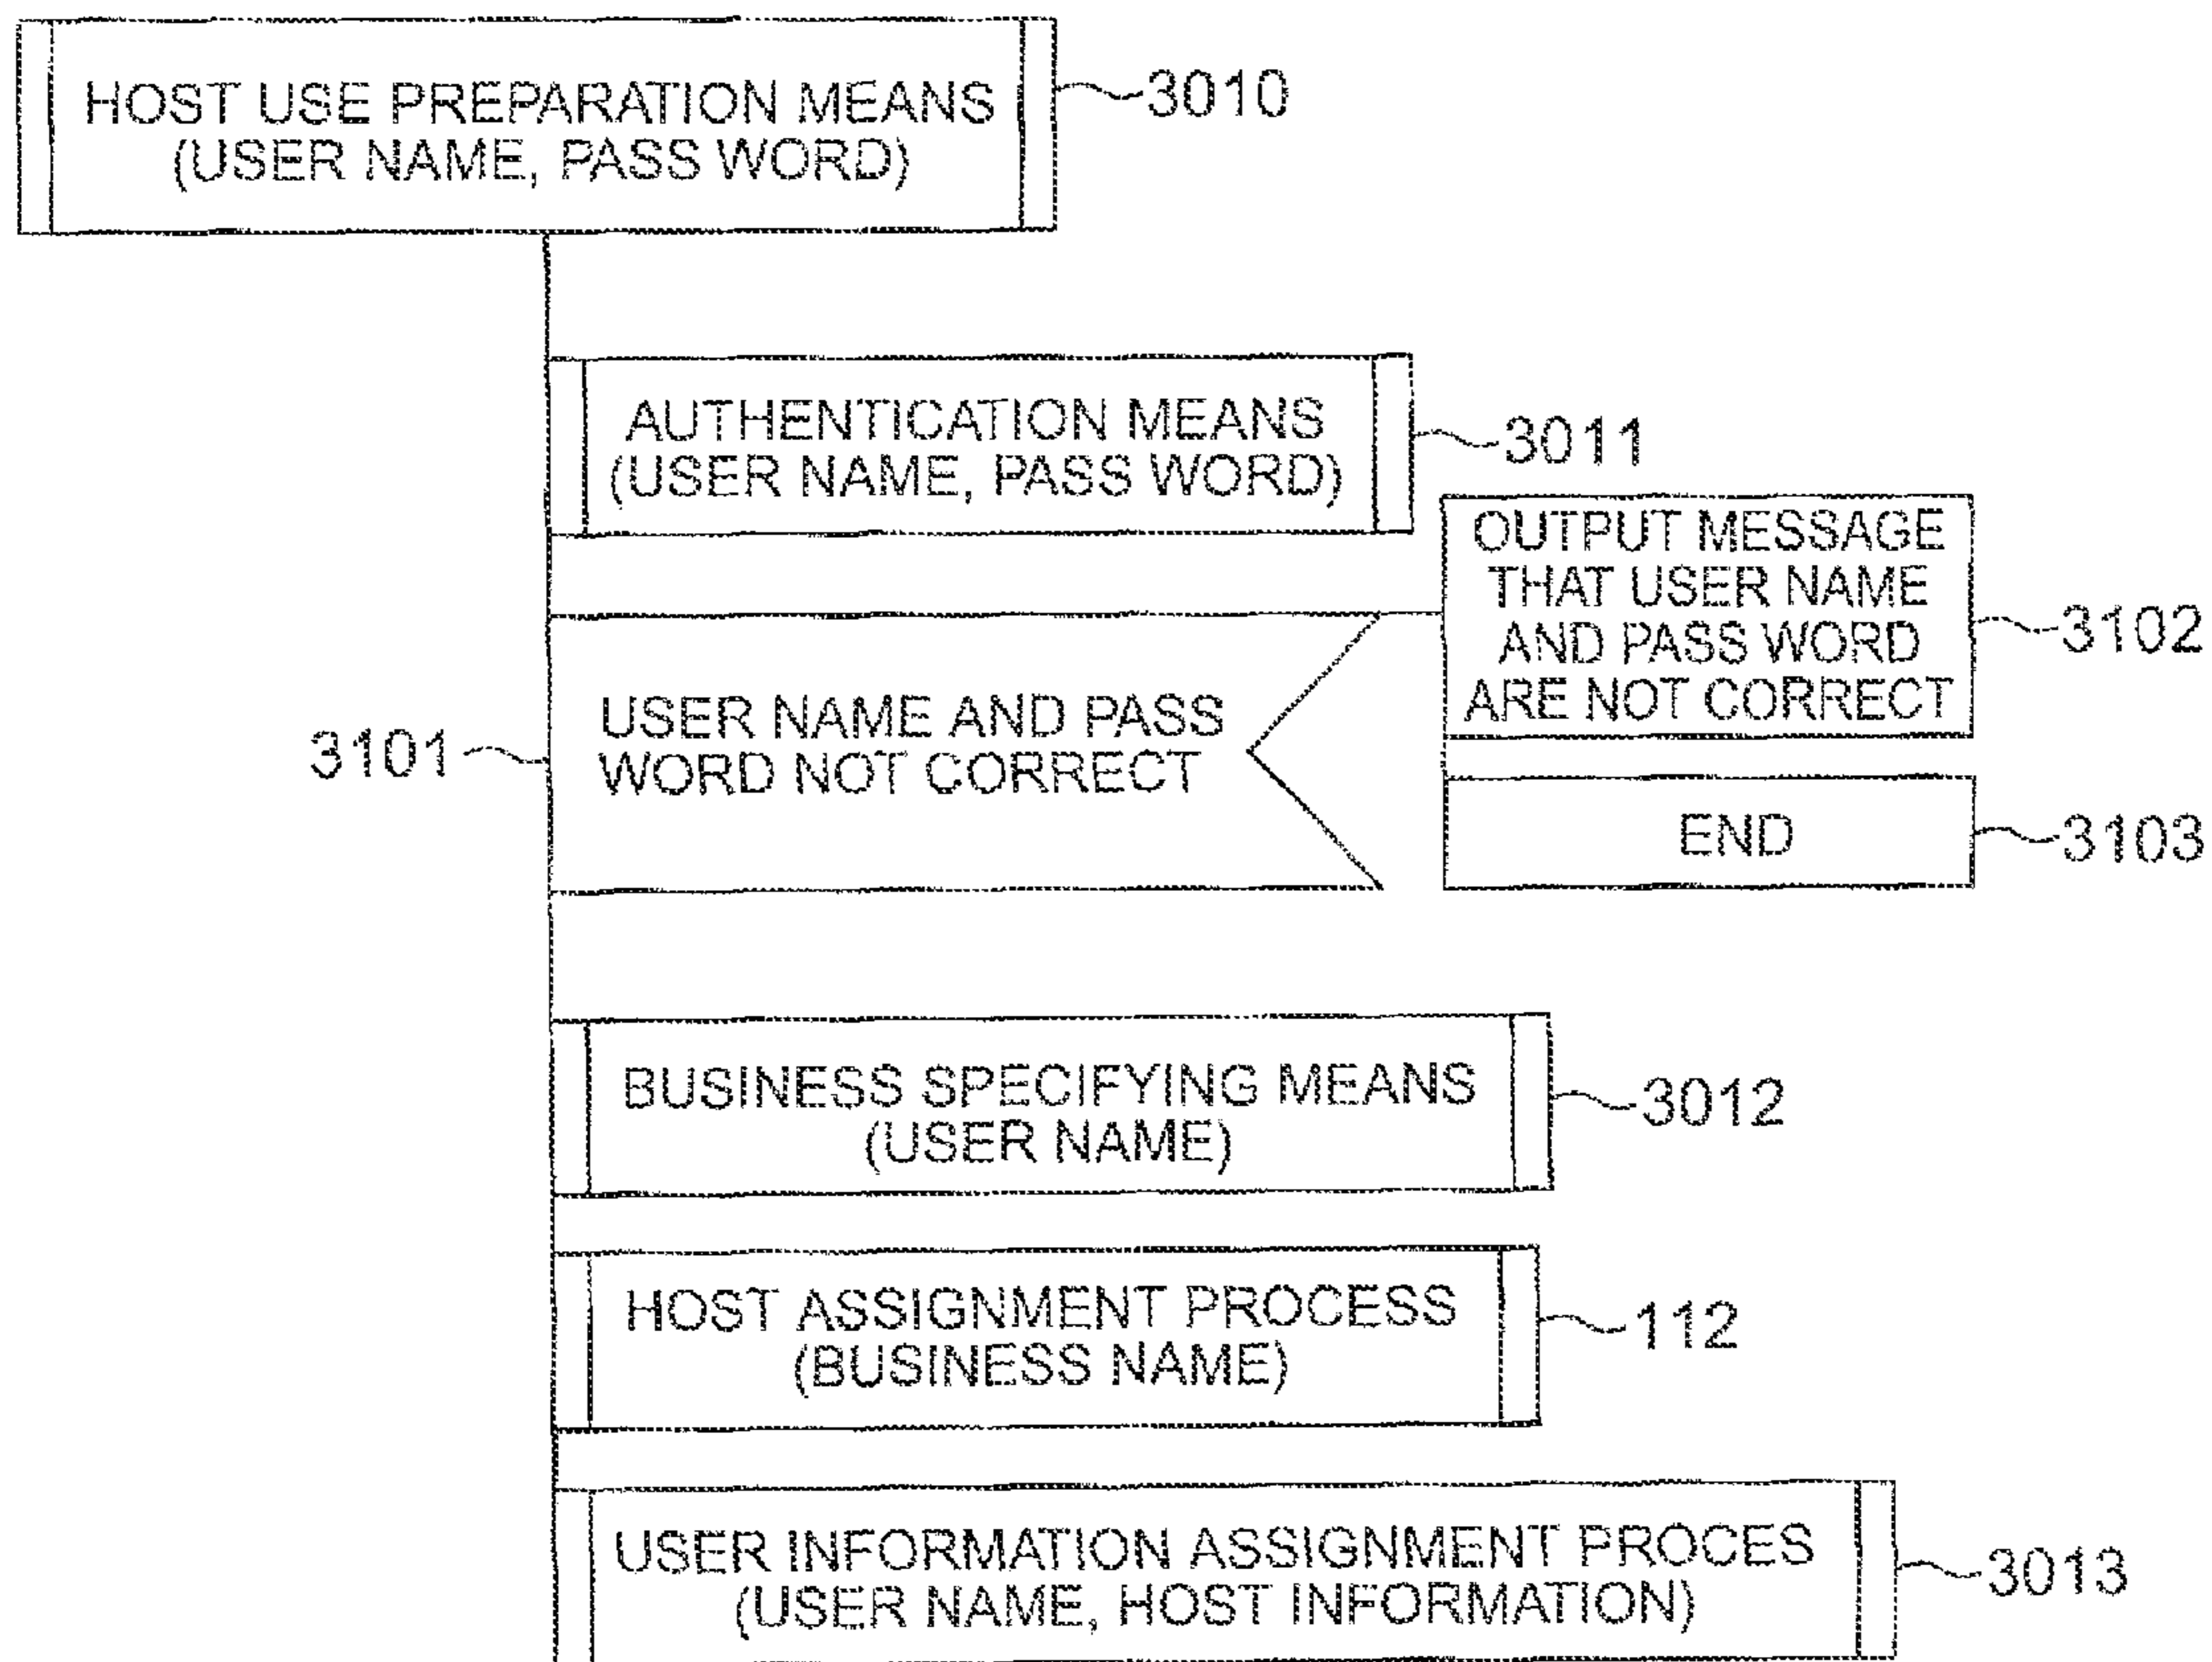 HOST USE PREPARATION MEANS
(USER NAME, PASS WORD)
3010
AUTHENTICATION MEANS
(USER NAME, PASS WORD)
3011
OUTPUT MESSAGE
THAT USER NAME
AND PASS WORD
ARE NOT CORRECT
3102
3101
USER NAME AND PASS
WORD NOT CORRECT
END
3103
BUSINESS SPECIFYING MEANS
(USER NAME)
3012
HOST ASSIGNMENT PROCESS
(BUSINESS NAME)
112
USER INFORMATION ASSIGNMENT PROCES
(USER NAME, HOST INFORMATION)
3013